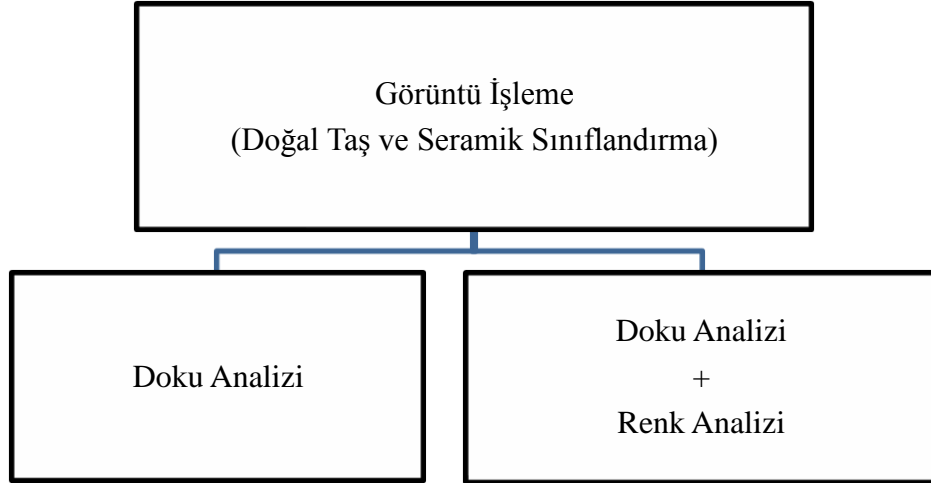 Görüntü İşleme
(Doğal Taş ve Seramik Sınıflandırma)
Doku Analizi
Doku Analizi
+
Renk Analizi